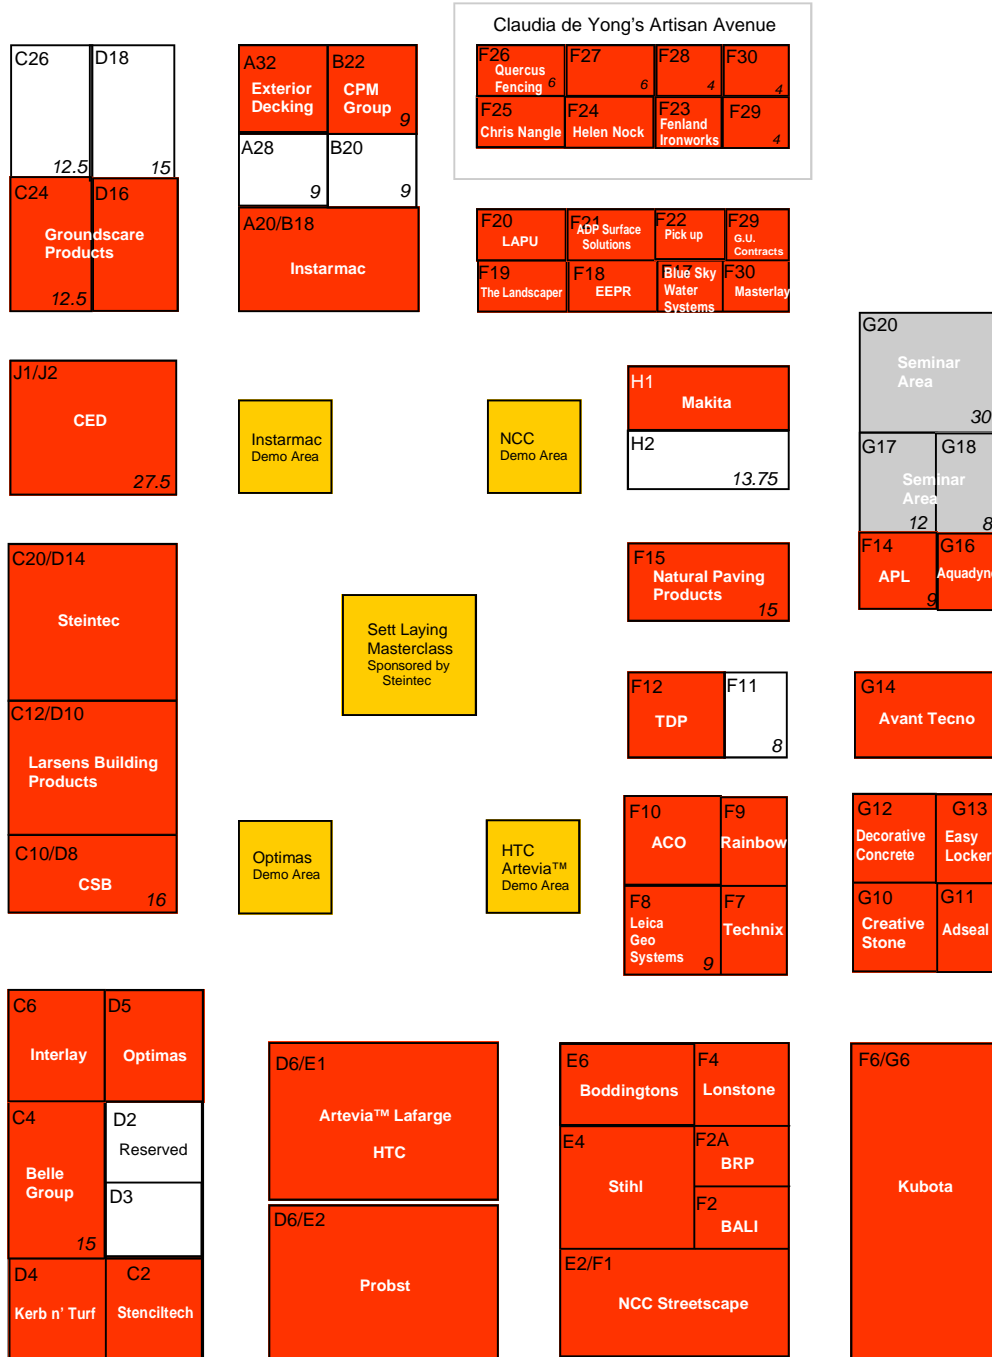 Claudia de Yong's Artisan Avenue
C26
12.5
D18
15
A32
Exterior
Decking
B22
CPM
Group
9
F26
Quercus
Fencing 6
F27
6
F28
4
F30
4
F25
Chris Nangle
F24
Helen Nock
F23
Fenland
Ironworks
F29
4
A28
9
B20
9
C24
D16
Groundscare
Products
12.5
A20/B18
Instarmac
F20
LAPU
F21
ADP Surface
Solutions
F22
Pick up
F29
G.U.
Contracts
F19
The Landscaper
F18
EEPR
F17
Blue Sky
Water
Systems
F30
Masterlay
G20
Seminar
Area
30
J1/J2
CED
27.5
Instarmac
Demo Area
NCC
Demo Area
H1
Makita
H2
13.75
G17
G18
Seminar
Area
12
8
C20/D14
Steintec
Sett Laying
Masterclass
Sponsored by
Steintec
F15
Natural Paving
Products
15
F14
APL
9
G16
Aquadyne
C12/D10
Larsens Building
Products
F12
TDP
F11
8
G14
Avant Tecno
C10/D8
CSB
16
Optimas
Demo Area
HTC
Artevia™
Demo Area
F10
ACO
F9
Rainbow
F8
Leica
Geo
Systems
9
F7
Technix
G12
Decorative
Concrete
G13
Easy
Locker
G10
Creative
Stone
G11
Adseal
C6
Interlay
D5
Optimas
C4
Belle
Group
15
D2
Reserved
D3
D4
Kerb n' Turf
C2
Stenciltech
D6/E1
Artevia™ Lafarge
HTC
D6/E2
Probst
E6
Boddingtons
F4
Lonstone
E4
Stihl
F2A
BRP
F2
BALI
E2/F1
NCC Streetscape
F6/G6
Kubota